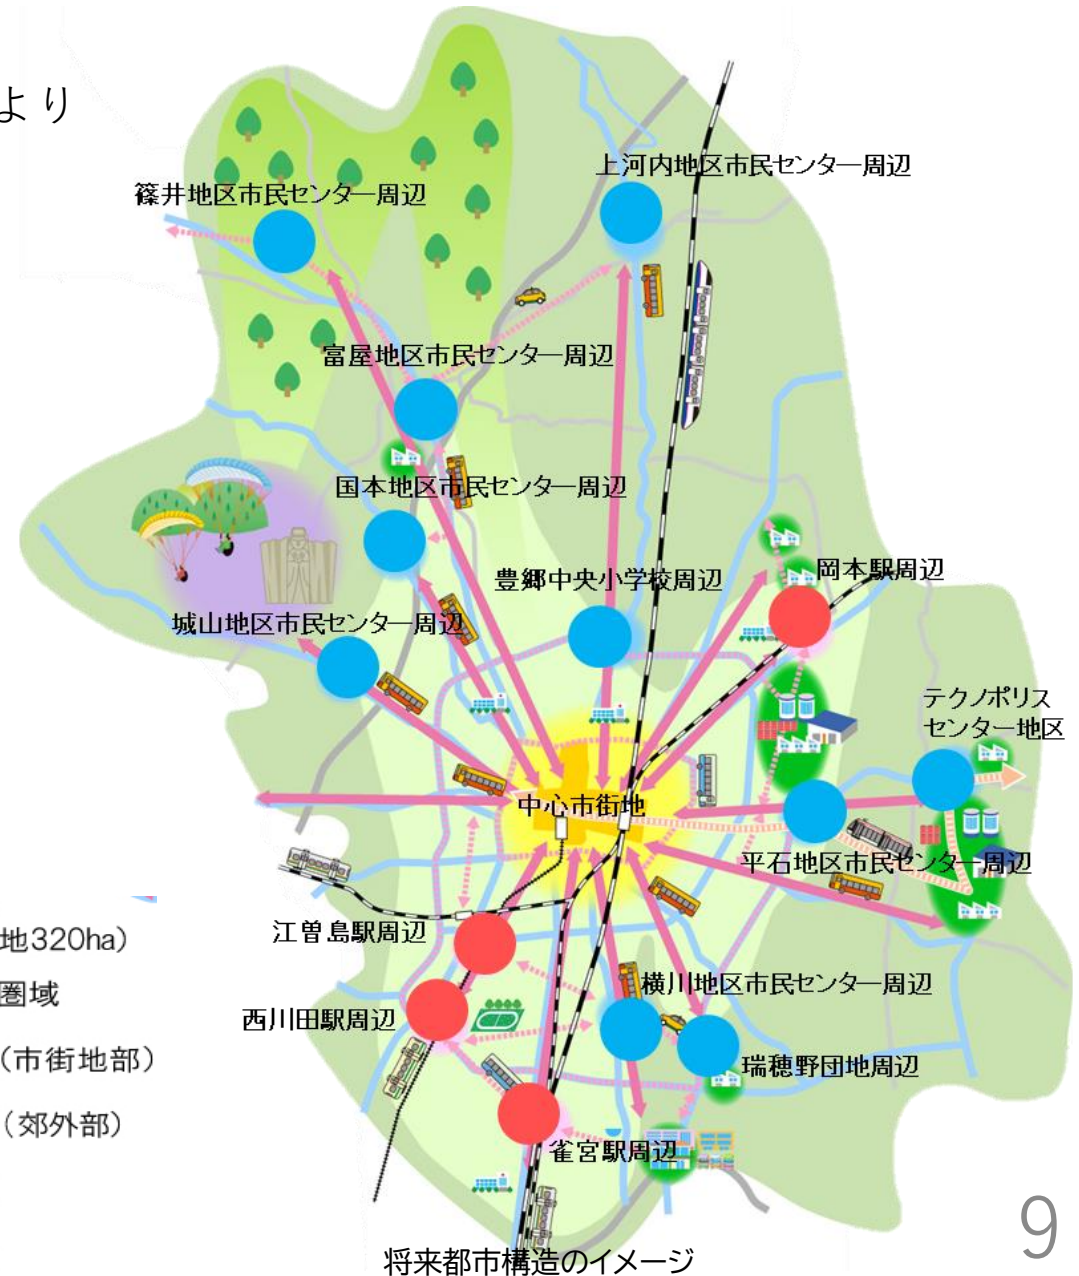 より
上河内地区市民センター周辺
篠井地区市民センター周辺
富屋地区市民センター周辺
国本地区市民センター周辺
豊郷中央小学校周辺
岡本駅周辺
城山地区市民センター周辺
テクノポリス
センター地区
中心市街地
平石地区市民センター周辺
江曽島駅周辺
地320ha）
横川地区市民センター周辺
圏域
西川田駅周辺
（市街地部）
瑞穂野団地周辺
（郊外部）
雀宮駅周辺
将来都市構造のイメージ
9